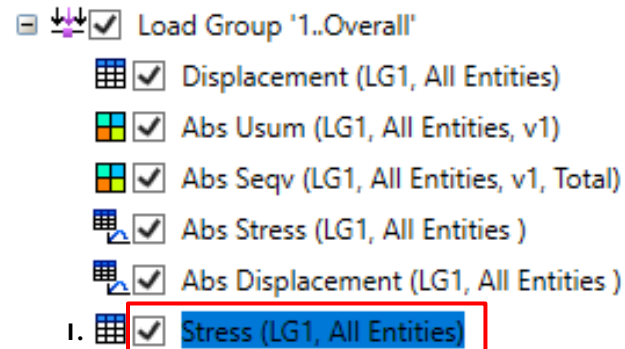 Load Group '1..Overall'
Displacement (LG1, All Entities)
Abs Usum (LG1, All Entities, v1)
Abs Seqv (LG1, All Entities, v1, Total)
Abs Stress (LG1, All Entities )
Abs Displacement (LG1, All Entities )
1. Stress (LG1, All Entities)